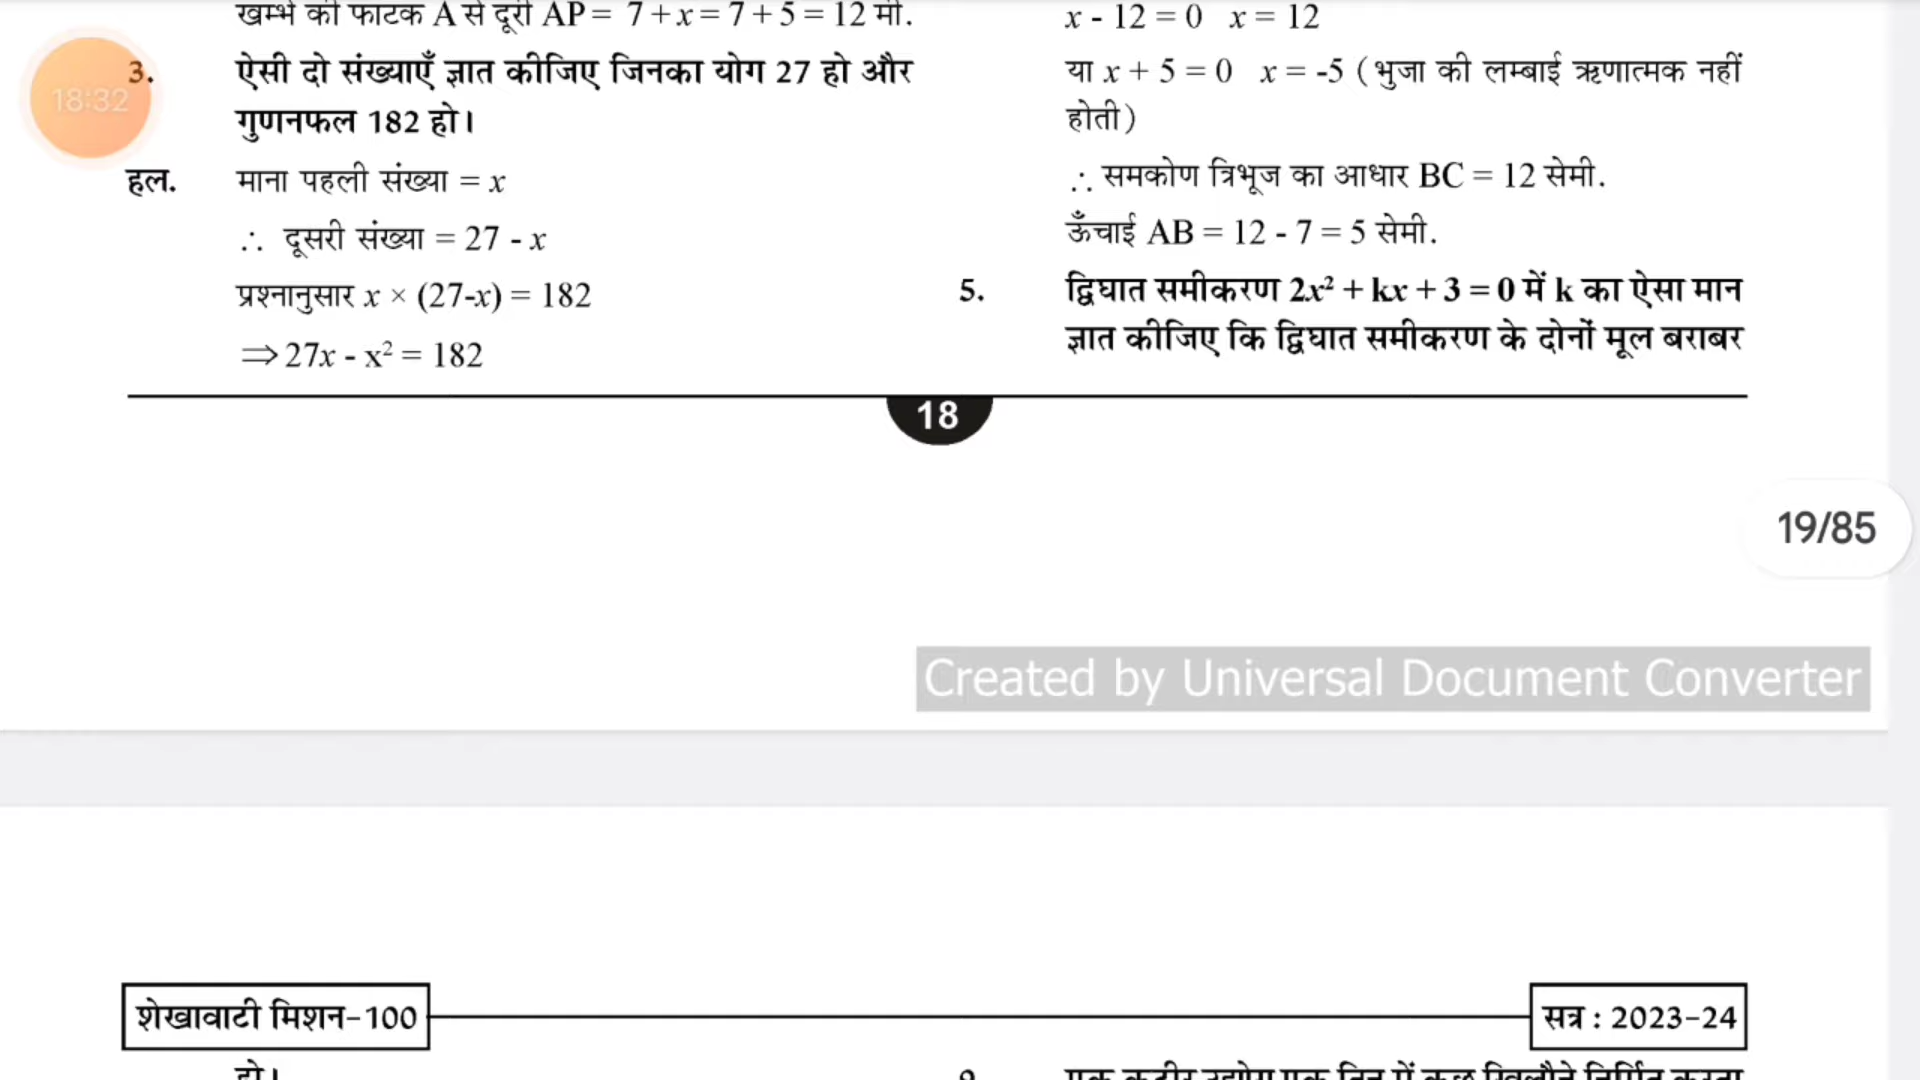 खम्भे की फाटक A से दूरी AP = 7 + x = 7 + 5 = 12 मी.
3. ऐसी दो संख्याएँ ज्ञात कीजिए जिनका योग 27 हो और
18:32
गुणनफल 182 हो।
हल. माना पहली संख्या = x
∴ दूसरी संख्या = 27 - x
प्रश्नानुसार x × (27-x) = 182
⇒ 27x - x² = 182
x - 12 = 0 x = 12
या x + 5 = 0 x = -5 (भुजा की लम्बाई ऋणात्मक नहीं
होती)
∴ समकोण त्रिभूज का आधार BC = 12 सेमी.
ऊँचाई AB = 12 - 7 = 5 सेमी.
5. द्विघात समीकरण 2x² + kx + 3 = 0 में k का ऐसा मान
ज्ञात कीजिए कि द्विघात समीकरण के दोनों मूल बराबर
18
19/85
Created by Universal Document Converter
शेखावाटी मिशन-100
सत्र : 2023-24
हो।